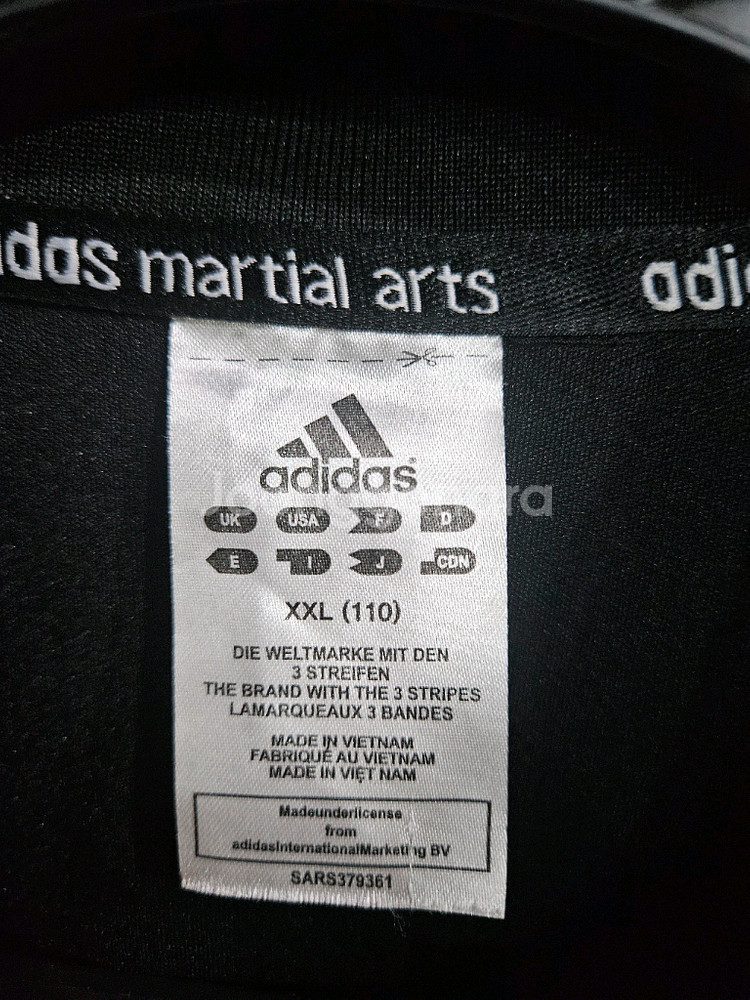 adidas martial arts adi
adidas
UK USA F D
E I J CDN
XXL (110)
DIE WELTMARKE MIT DEN
3 STREIFEN
THE BRAND WITH THE 3 STRIPES
LAMARQUEAUX 3 BANDES
MADE IN VIETNAM
FABRIQUÉ AU VIETNAM
MADE IN VIỆT NAM
Madeunderlicense
from
adidasInternationalMarketing BV
SARS379361